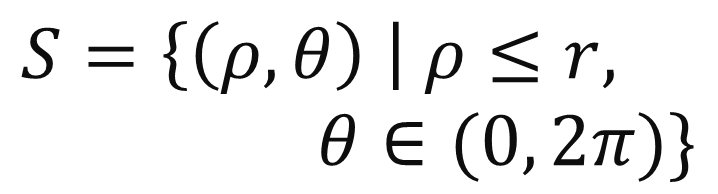 s = {(ρ, θ) | ρ ≤ r,
θ ∈ (0,2π)}